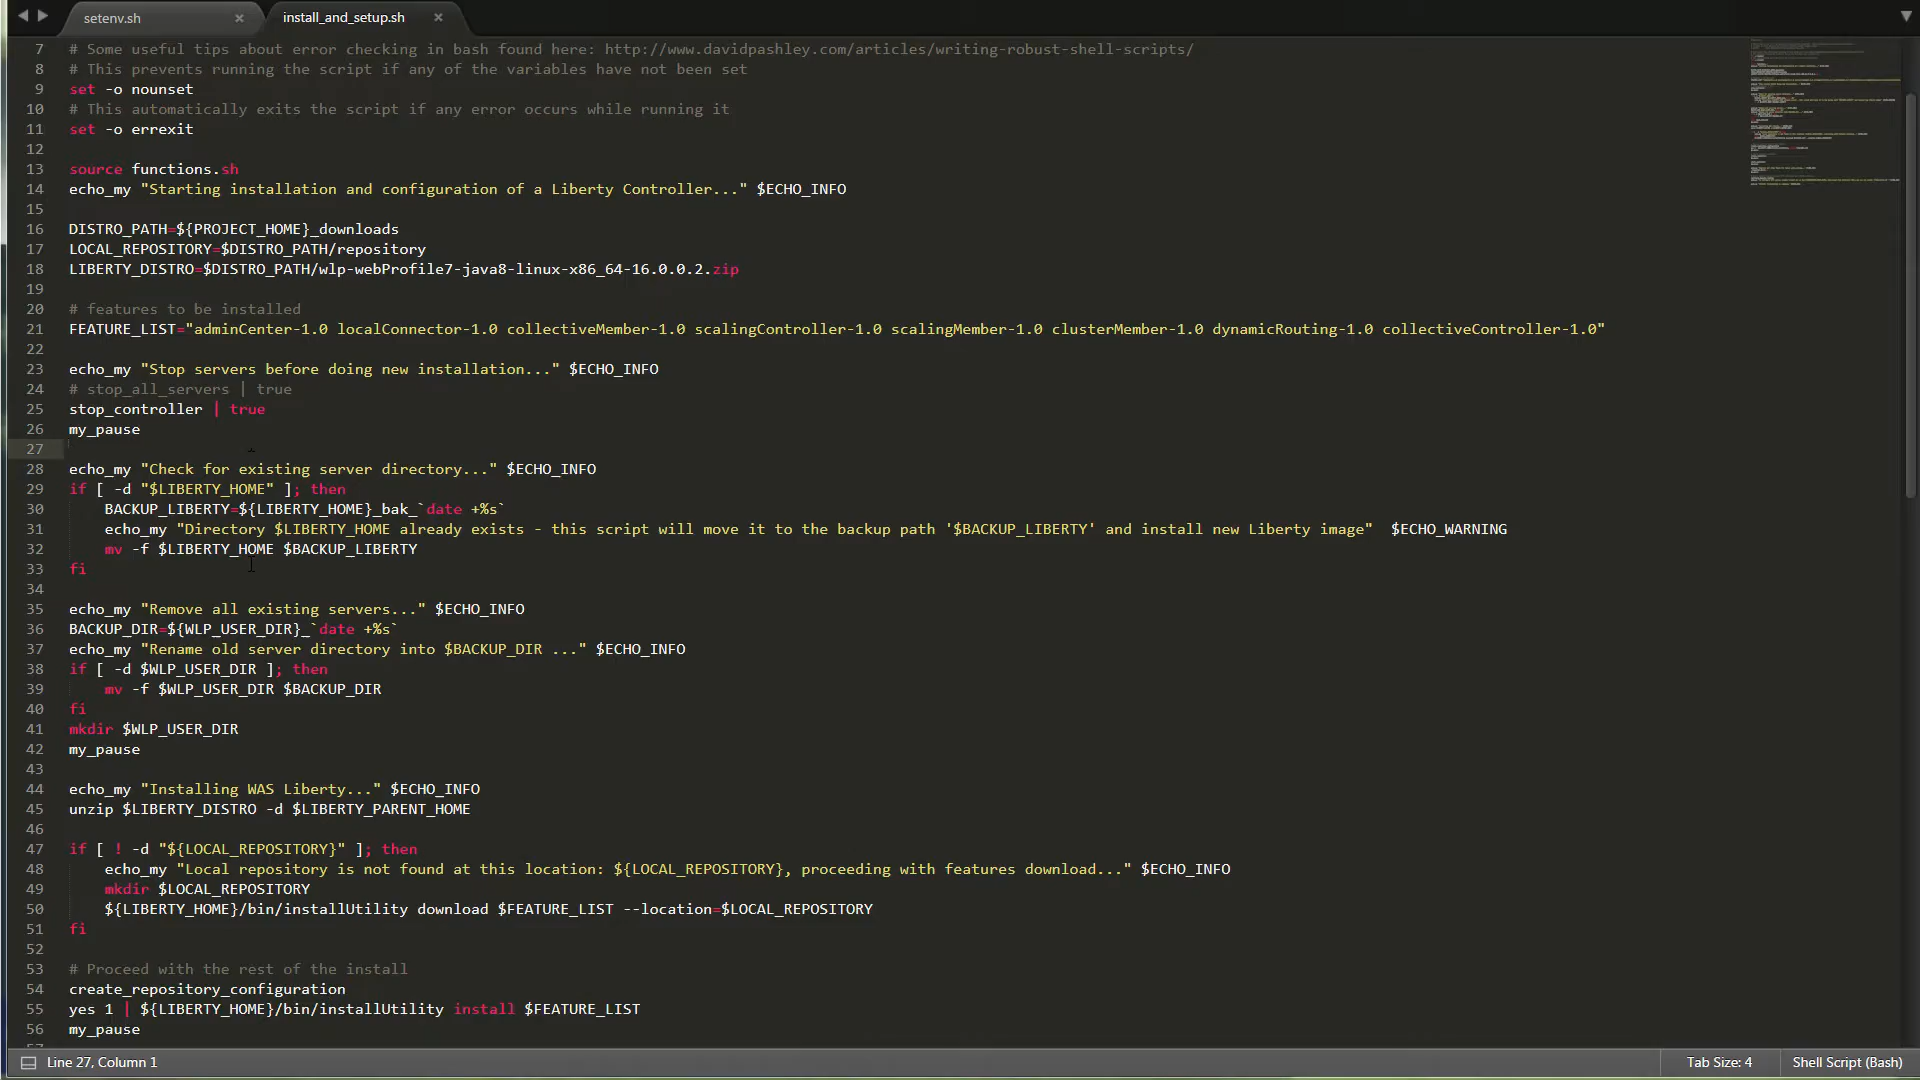 setenv.sh × install_and_setup.sh ×
7 # Some useful tips about error checking in bash found here: http://www.davidpashley.com/articles/writing-robust-shell-scripts/
8 # This prevents running the script if any of the variables have not been set
9 set -o nounset
10 # This automatically exits the script if any error occurs while running it
11 set -o errexit
12
13 source functions.sh
14 echo_my "Starting installation and configuration of a Liberty Controller..." $ECHO_INFO
15
16 DISTRO_PATH=${PROJECT_HOME}_downloads
17 LOCAL_REPOSITORY=$DISTRO_PATH/repository
18 LIBERTY_DISTRO=$DISTRO_PATH/wlp-webProfile7-java8-linux-x86_64-16.0.0.2.zip
19
20 # features to be installed
21 FEATURE_LIST="adminCenter-1.0 localConnector-1.0 collectiveMember-1.0 scalingController-1.0 scalingMember-1.0 clusterMember-1.0 dynamicRouting-1.0 collectiveController-1.0"
22
23 echo_my "Stop servers before doing new installation..." $ECHO_INFO
24 # stop_all_servers | true
25 stop_controller | true
26 my_pause
27
28 echo_my "Check for existing server directory..." $ECHO_INFO
29 if [ -d "$LIBERTY_HOME" ]; then
30     BACKUP_LIBERTY=${LIBERTY_HOME}_bak_`date +%s`
31     echo_my "Directory $LIBERTY_HOME already exists - this script will move it to the backup path '$BACKUP_LIBERTY' and install new Liberty image"  $ECHO_WARNING
32     mv -f $LIBERTY_HOME $BACKUP_LIBERTY
33 fi
34
35 echo_my "Remove all existing servers..." $ECHO_INFO
36 BACKUP_DIR=${WLP_USER_DIR}_`date +%s`
37 echo_my "Rename old server directory into $BACKUP_DIR ..." $ECHO_INFO
38 if [ -d $WLP_USER_DIR ]; then
39     mv -f $WLP_USER_DIR $BACKUP_DIR
40 fi
41 mkdir $WLP_USER_DIR
42 my_pause
43
44 echo_my "Installing WAS Liberty..." $ECHO_INFO
45 unzip $LIBERTY_DISTRO -d $LIBERTY_PARENT_HOME
46
47 if [ ! -d "${LOCAL_REPOSITORY}" ]; then
48     echo_my "Local repository is not found at this location: ${LOCAL_REPOSITORY}, proceeding with features download..." $ECHO_INFO
49     mkdir $LOCAL_REPOSITORY
50     ${LIBERTY_HOME}/bin/installUtility download $FEATURE_LIST --location=$LOCAL_REPOSITORY
51 fi
52
53 # Proceed with the rest of the install
54 create_repository_configuration
55 yes 1 | ${LIBERTY_HOME}/bin/installUtility install $FEATURE_LIST
56 my_pause
Line 27, Column 1 Tab Size: 4 Shell Script (Bash)